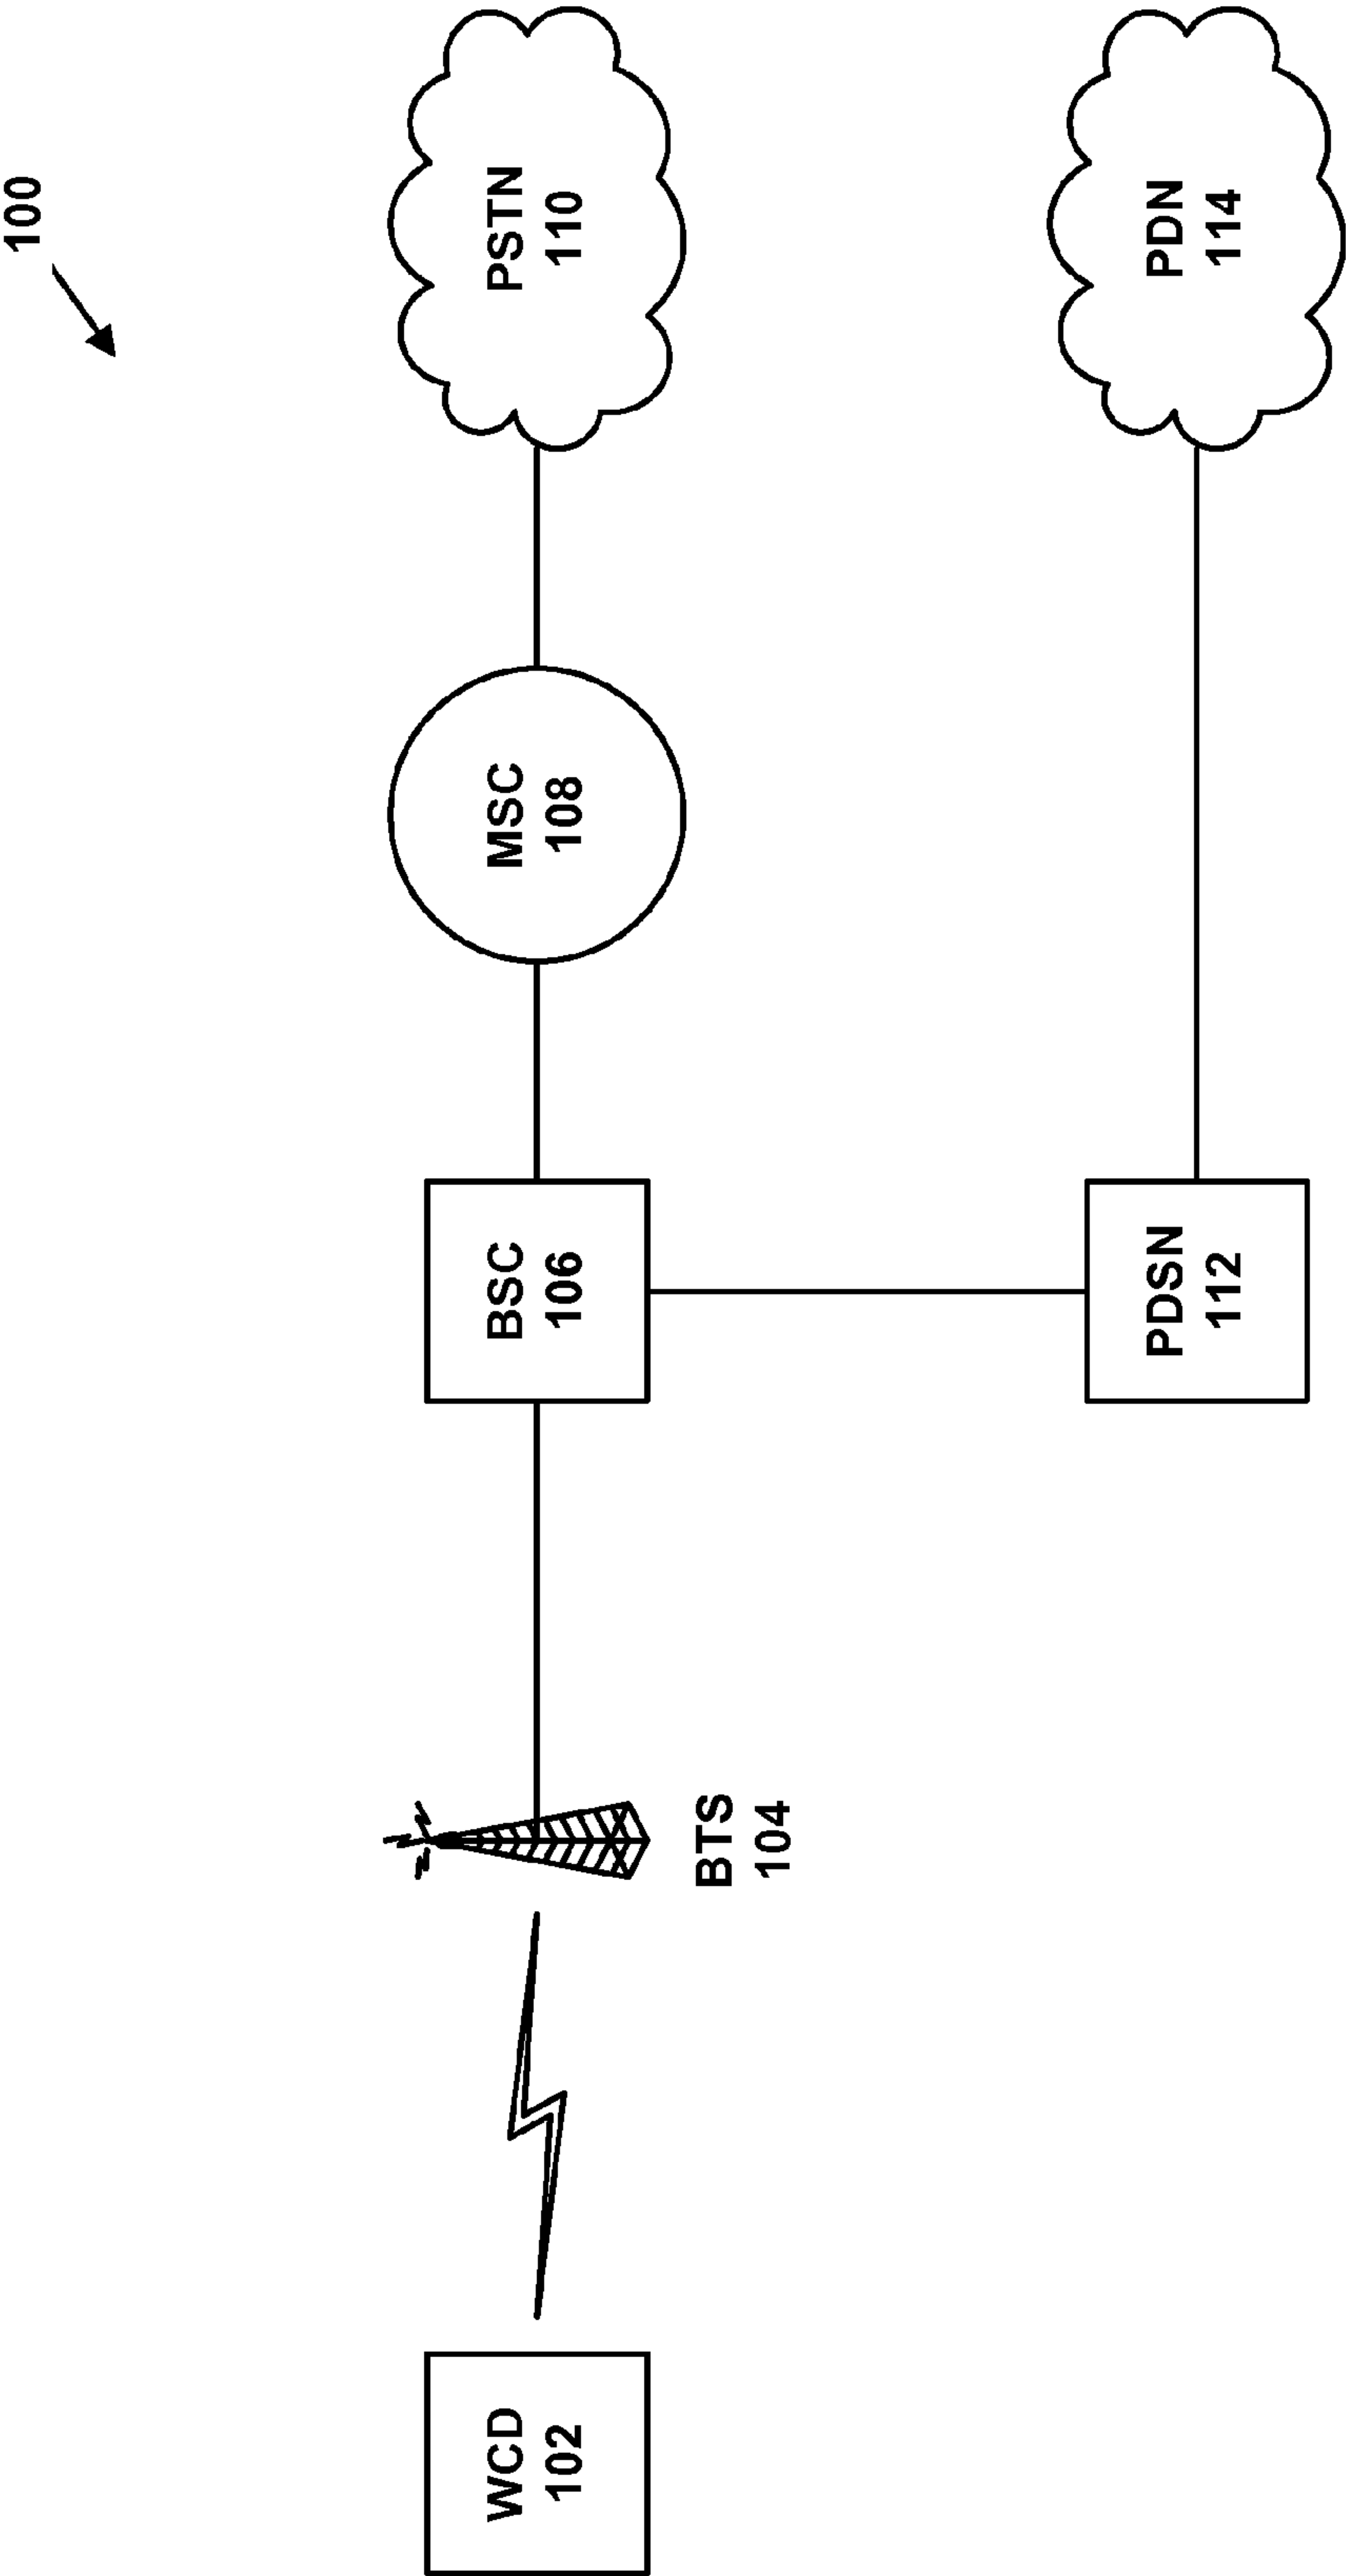 100
WCD
102
BTS
104
BSC
106
MSC
108
PSTN
110
PDSN
112
PDN
114